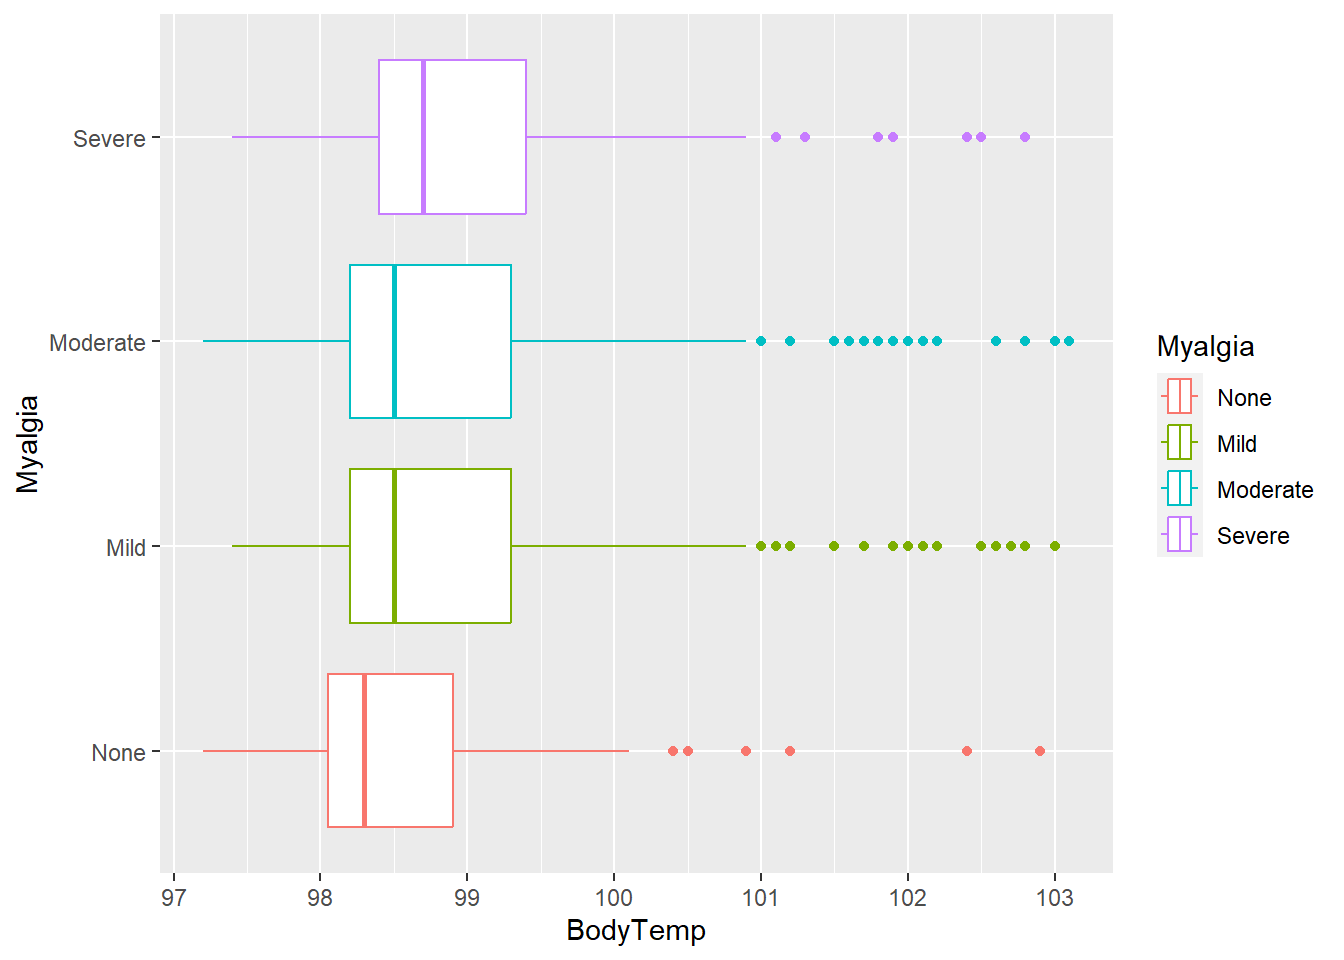 Severe
Moderate
Mild
None
Myalgia
97 98 99 100 101 102 103
BodyTemp
Myalgia
None
Mild
Moderate
Severe